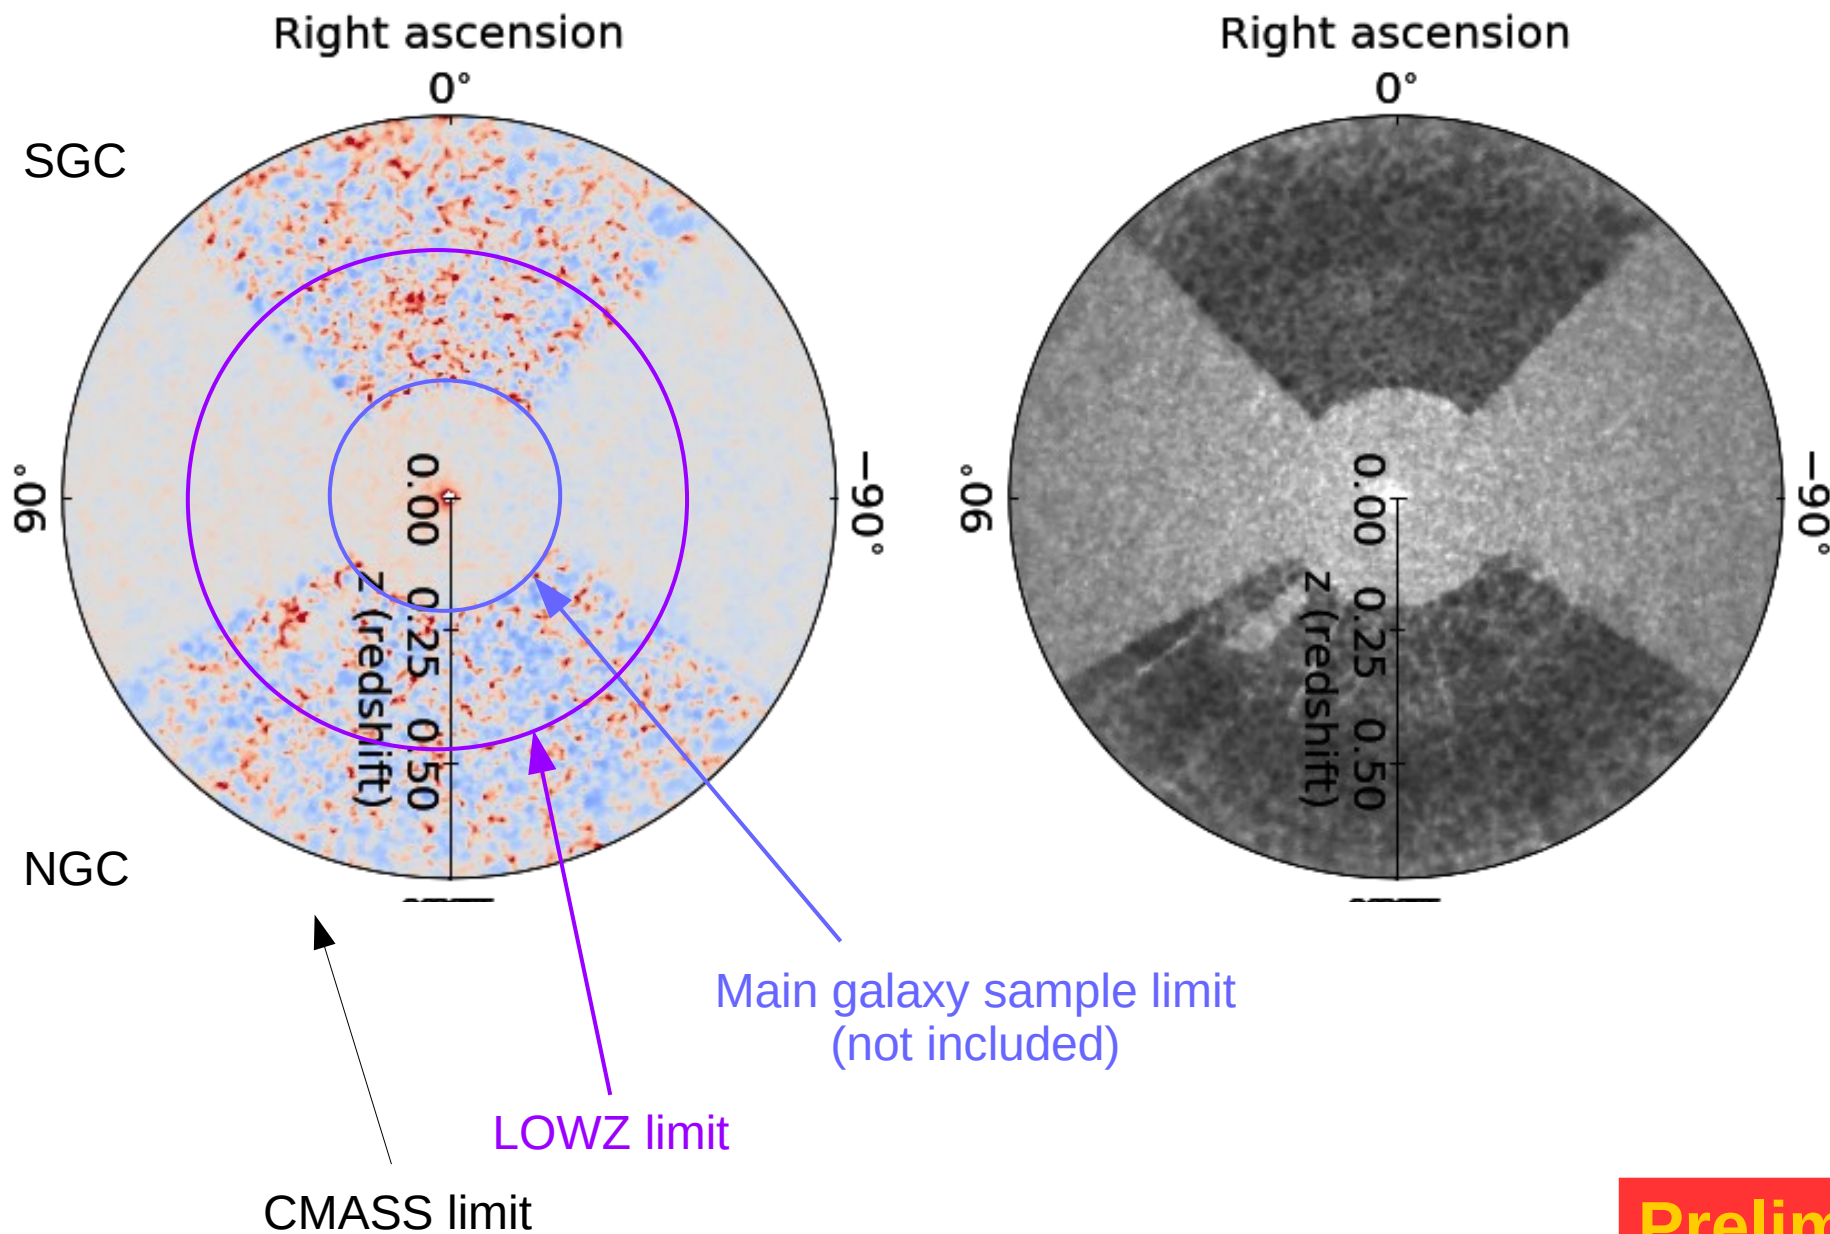 Right ascension
0°
SGC
90°
−90°
0.00
0.25
0.50
z (redshift)
NGC
Right ascension
0°
90°
−90°
0.00
0.25
0.50
z (redshift)
Main galaxy sample limit
(not included)
LOWZ limit
CMASS limit